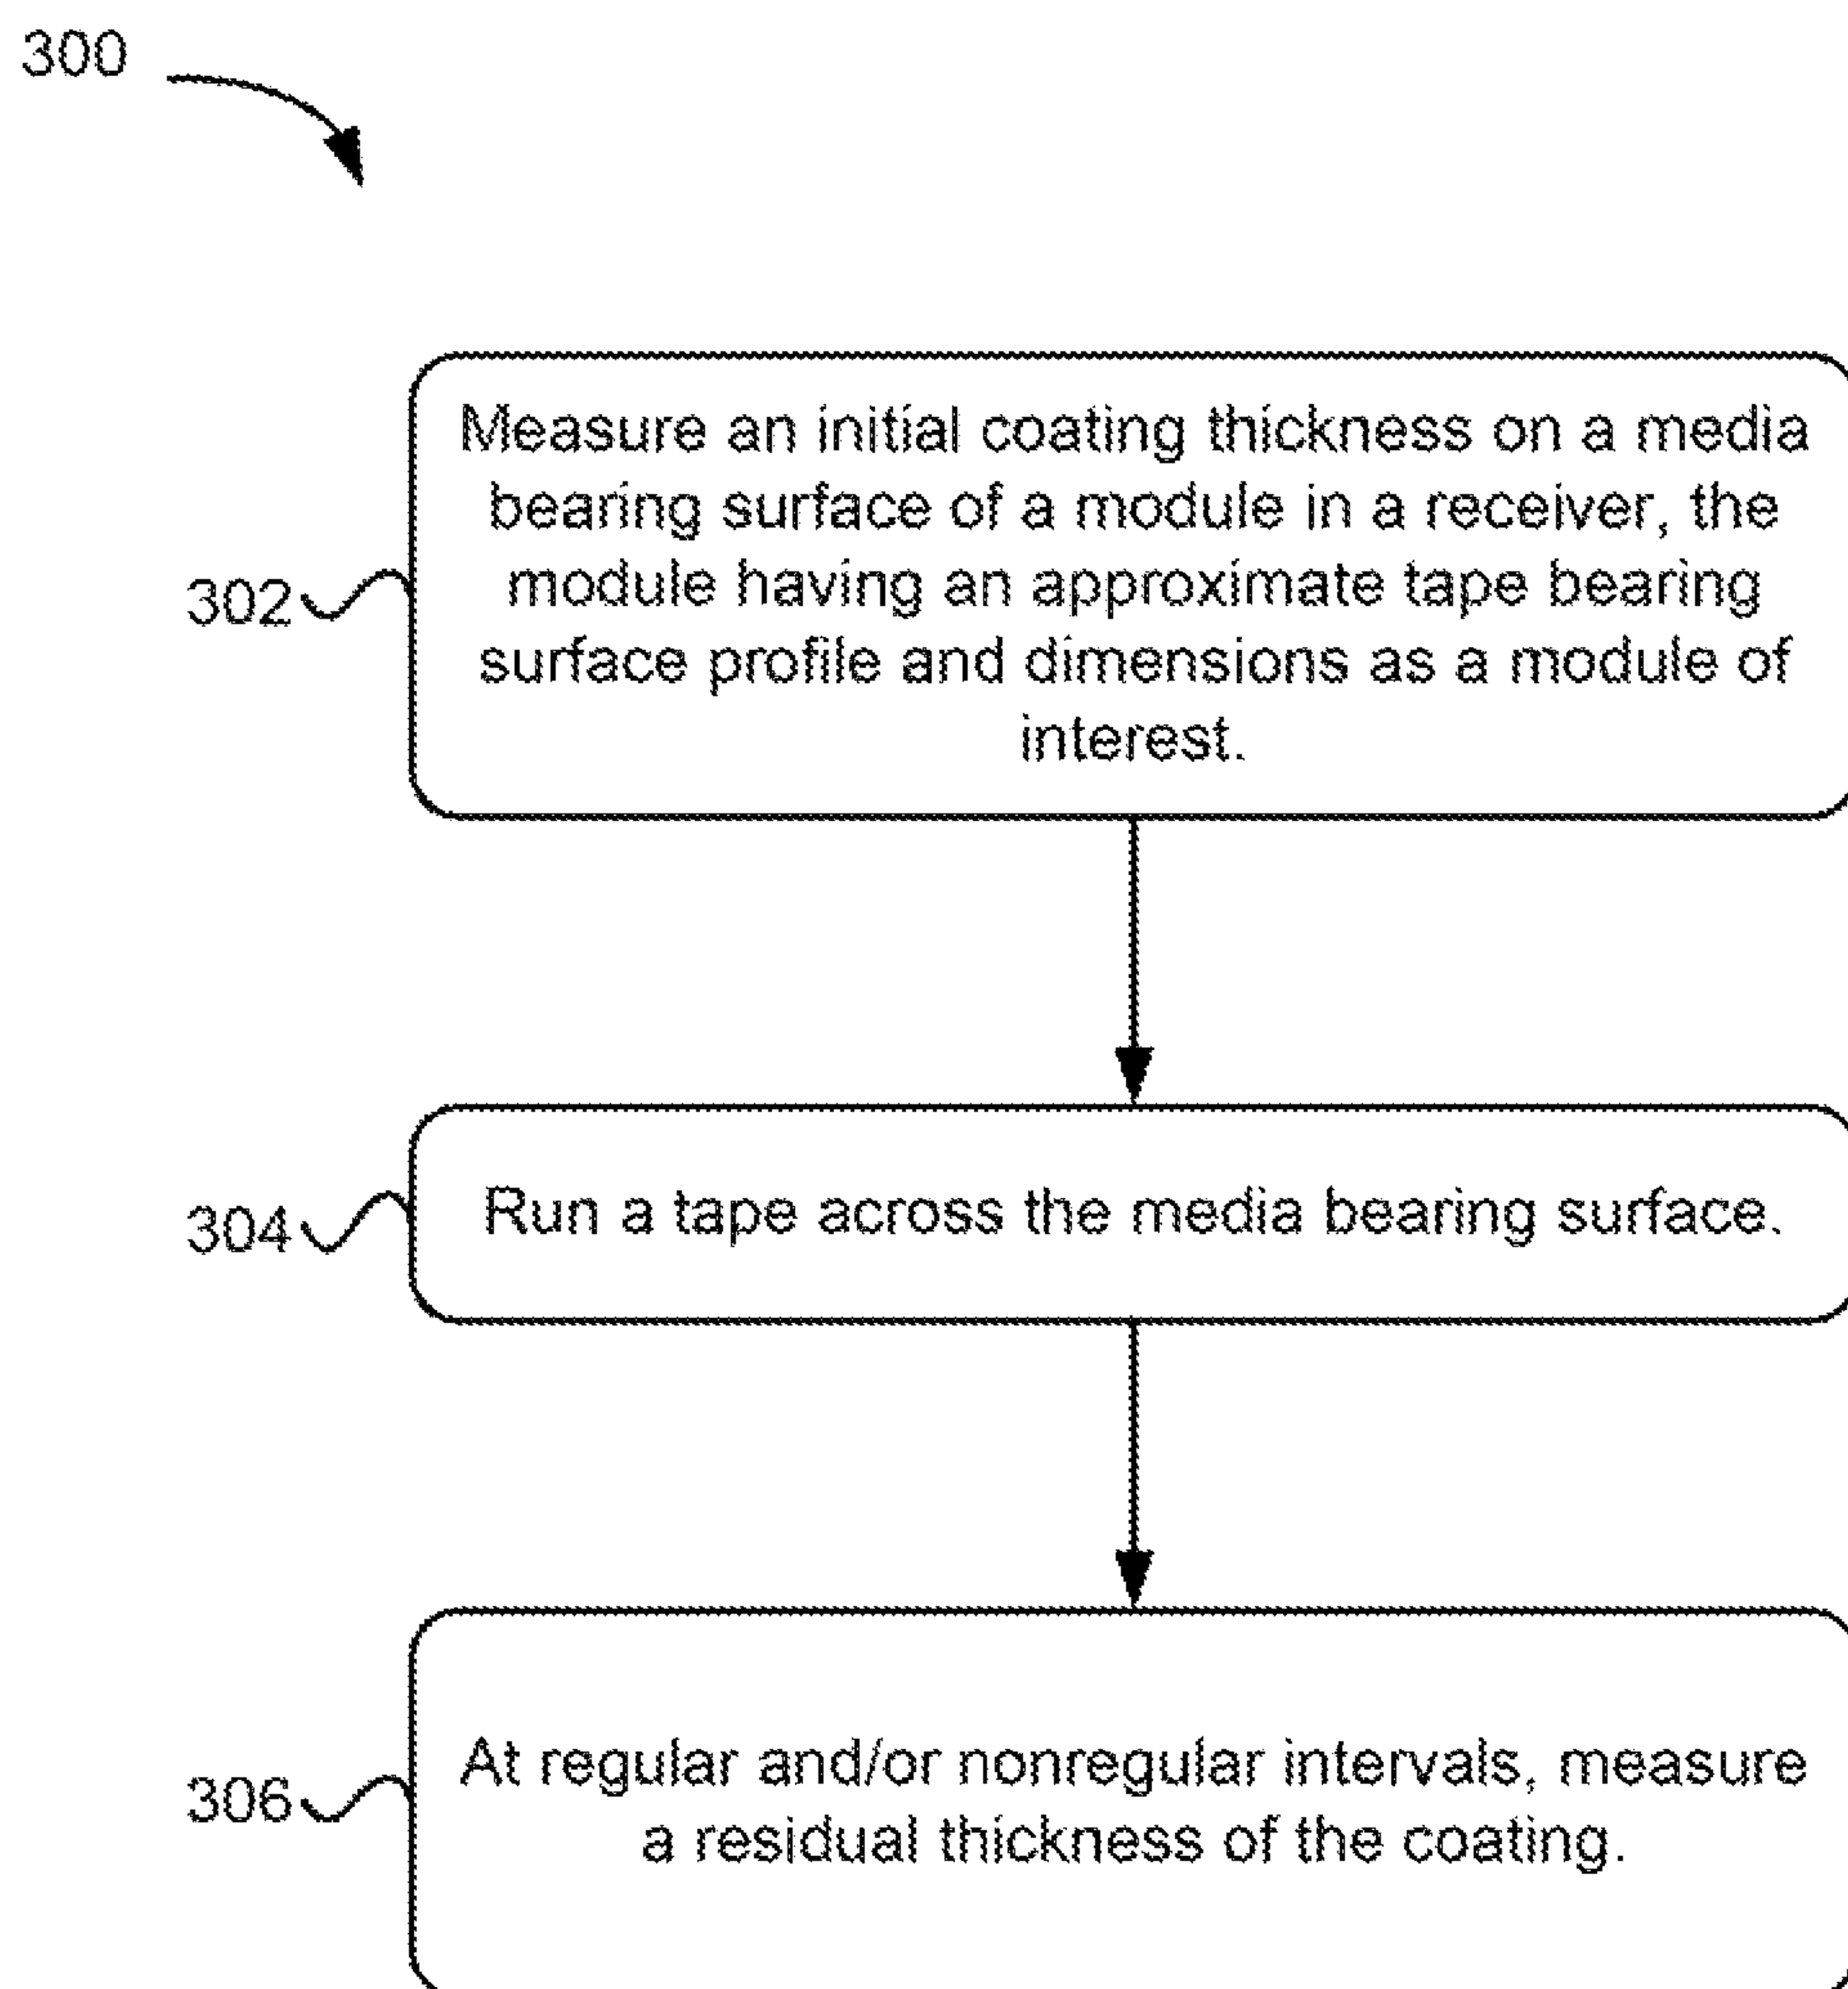 300
Measure an initial coating thickness on a media
bearing surface of a module in a receiver, the
module having an approximate tape bearing
surface profile and dimensions as a module of
interest.
302
Run a tape across the media bearing surface.
304
At regular and/or nonregular intervals, measure
a residual thickness of the coating.
306